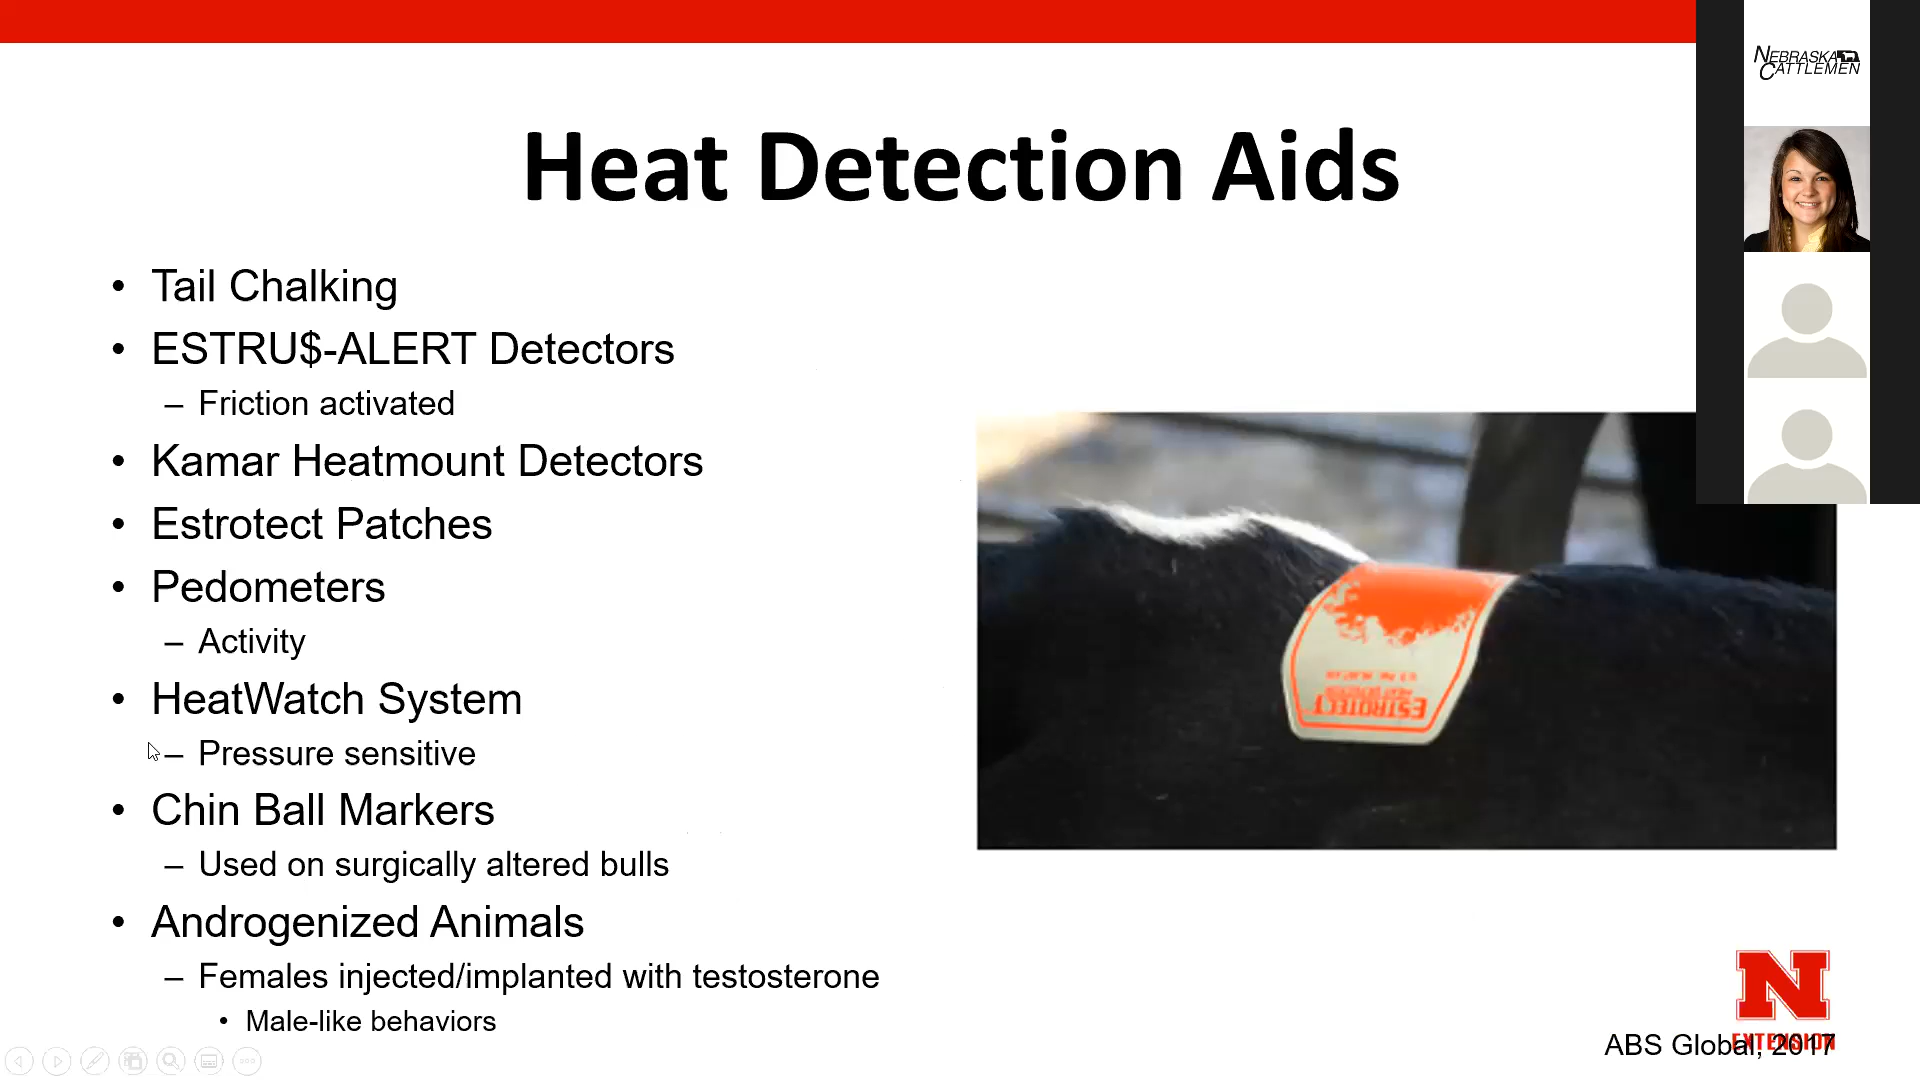 NEBRASKA
CATTLEMEN
Heat Detection Aids
• Tail Chalking
• ESTRU$-ALERT Detectors
– Friction activated
• Kamar Heatmount Detectors
• Estrotect Patches
• Pedometers
– Activity
• HeatWatch System
– Pressure sensitive
• Chin Ball Markers
– Used on surgically altered bulls
• Androgenized Animals
– Females injected/implanted with testosterone
• Male-like behaviors
ESTROTECT
N
EXTENSION
ABS Global, 2017